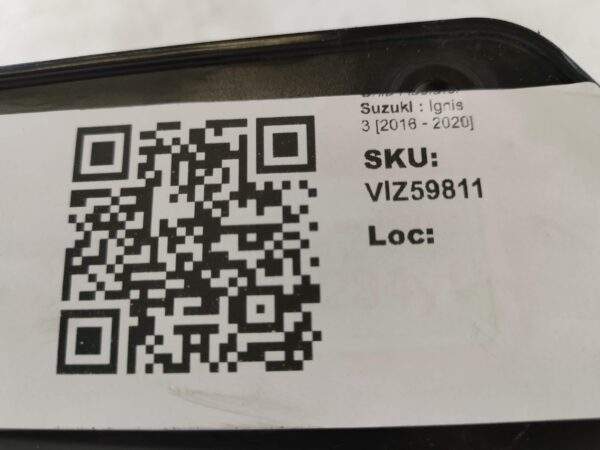 Suzuki : Ignis
3 [2016 - 2020]
SKU:
VIZ59811
Loc: